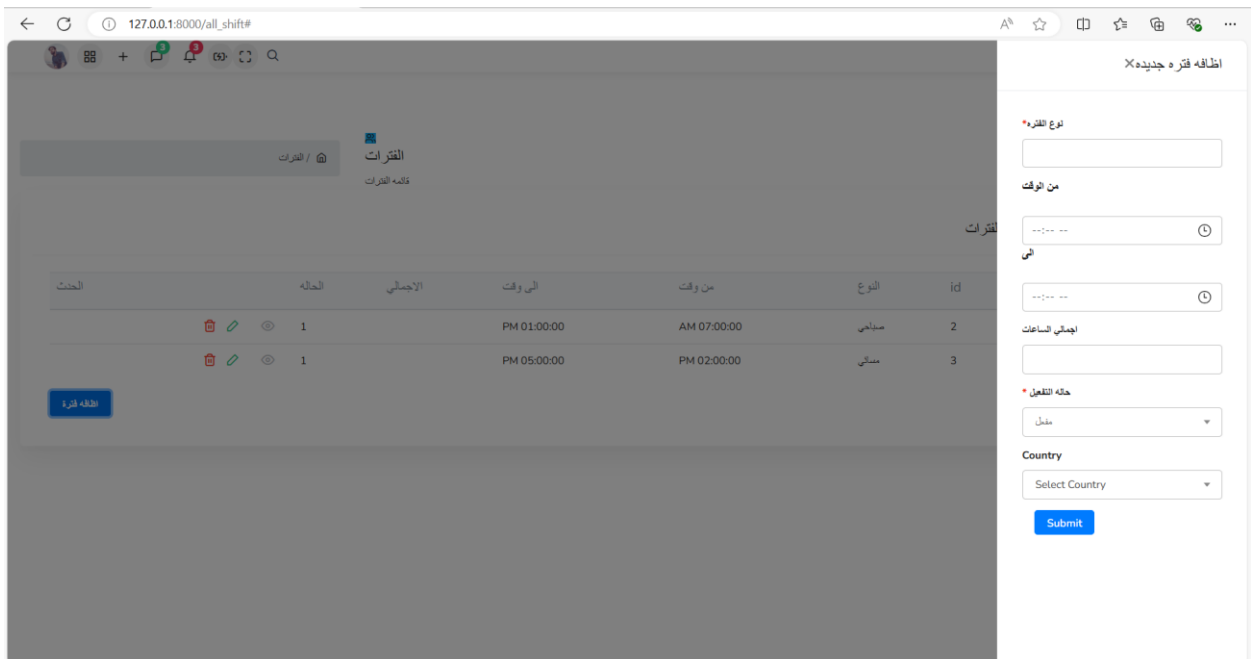 127.0.0.1:8000/all_shift#
3
3
اظافه فتره جديده×
الفترات / 
الفترات
قائمه الفترات
لفترات
id النوع من وقت الى وقت الاجمالي الحاله الحدث
2 صباحي AM 07:00:00 PM 01:00:00 1
3 مسائي PM 02:00:00 PM 05:00:00 1
اظافه فترة
نوع الفتره*
من الوقت
--:-- --
الى
--:-- --
اجمالي الساعات
حاله التفعيل *
مفعل
Country
Select Country
Submit